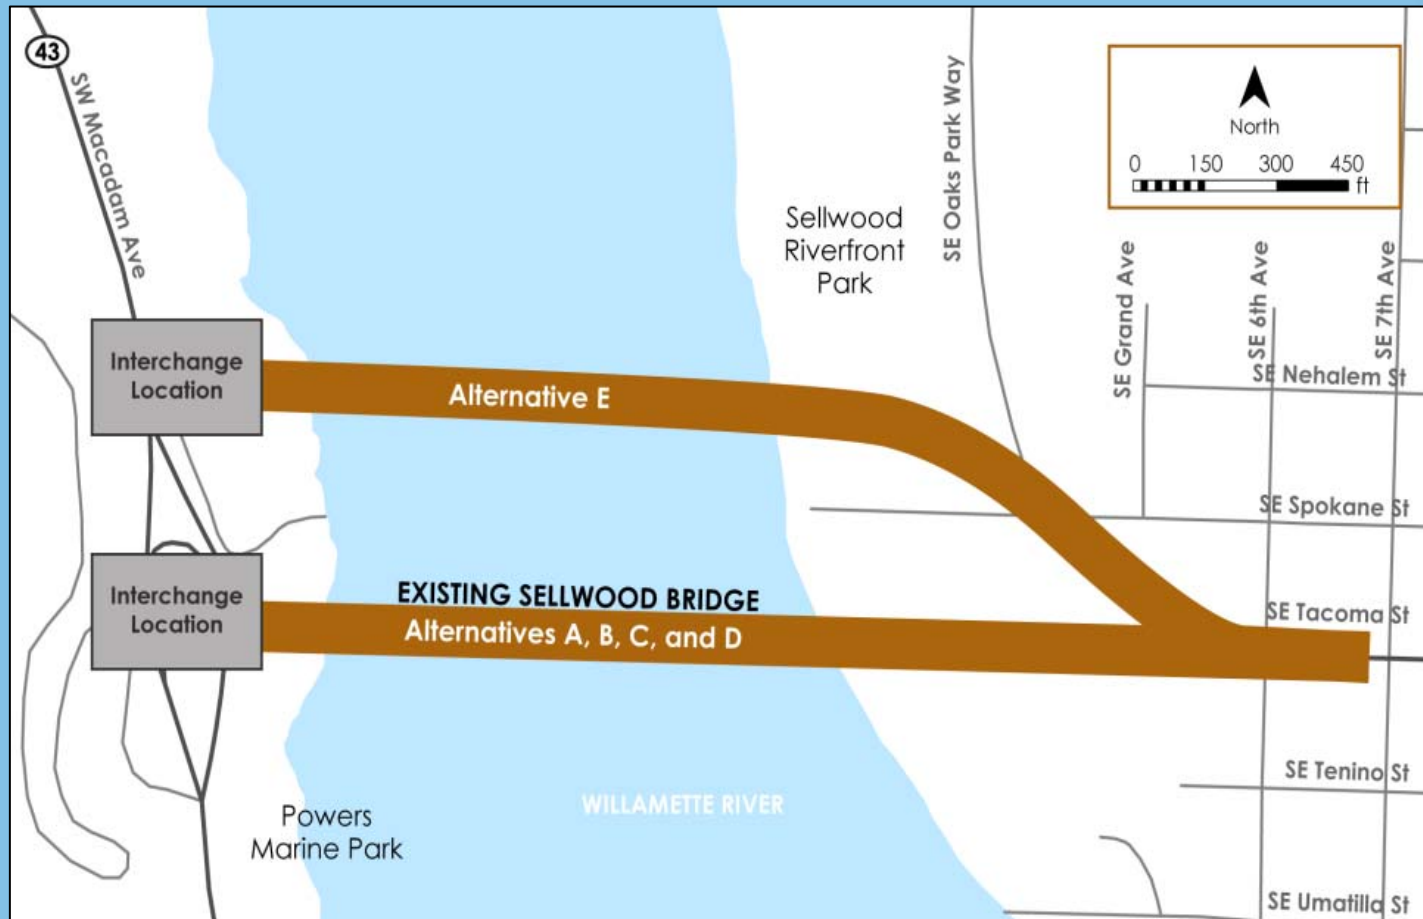 43
SW Macadam Ave
SE Oaks Park Way
North
0 150 300 450
ft
Sellwood
Riverfront
Park
SE Grand Ave
SE 6th Ave
SE 7th Ave
Interchange
Location
Alternative E
SE Nehalem St
SE Spokane St
Interchange
Location
EXISTING SELLWOOD BRIDGE
Alternatives A, B, C, and D
SE Tacoma St
SE Tenino St
WILLAMETTE RIVER
Powers
Marine Park
SE Umatilla St